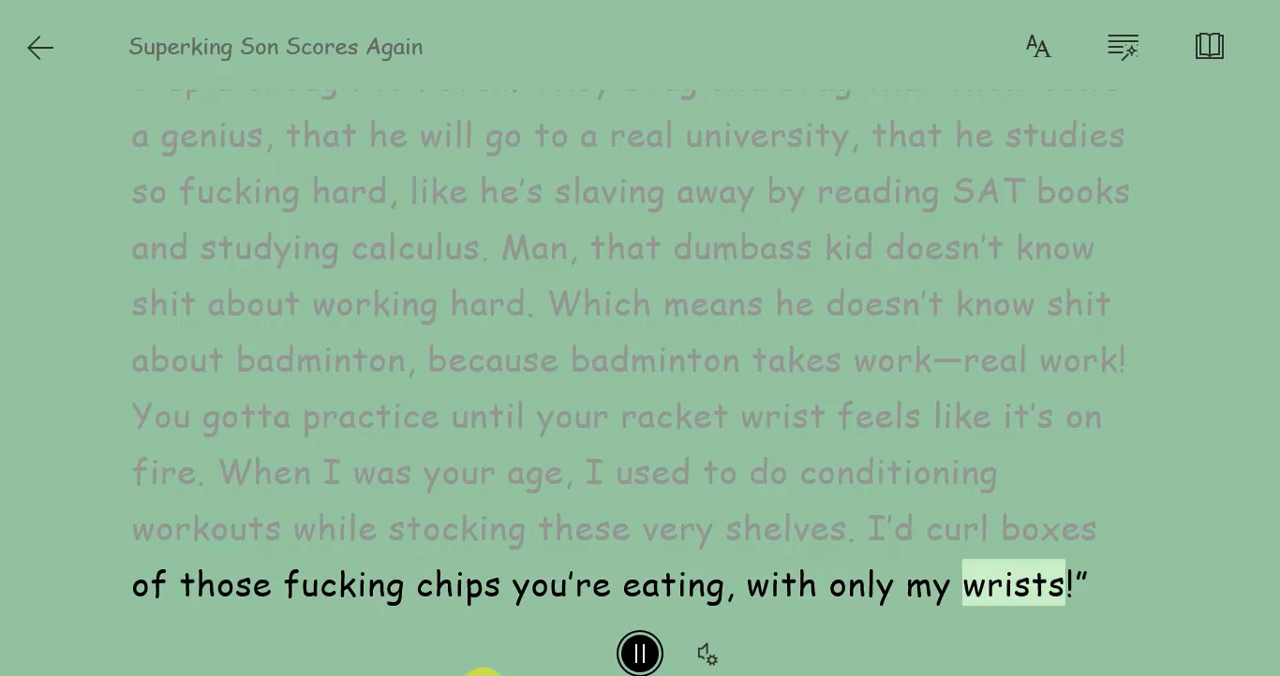 Superking Son Scores Again
a genius, that he will go to a real university, that he studies
so fucking hard, like he’s slaving away by reading SAT books
and studying calculus. Man, that dumbass kid doesn’t know
shit about working hard. Which means he doesn’t know shit
about badminton, because badminton takes work—real work!
You gotta practice until your racket wrist feels like it’s on
fire. When I was your age, I used to do conditioning
workouts while stocking these very shelves. I’d curl boxes
of those fucking chips you’re eating, with only my wrists!”